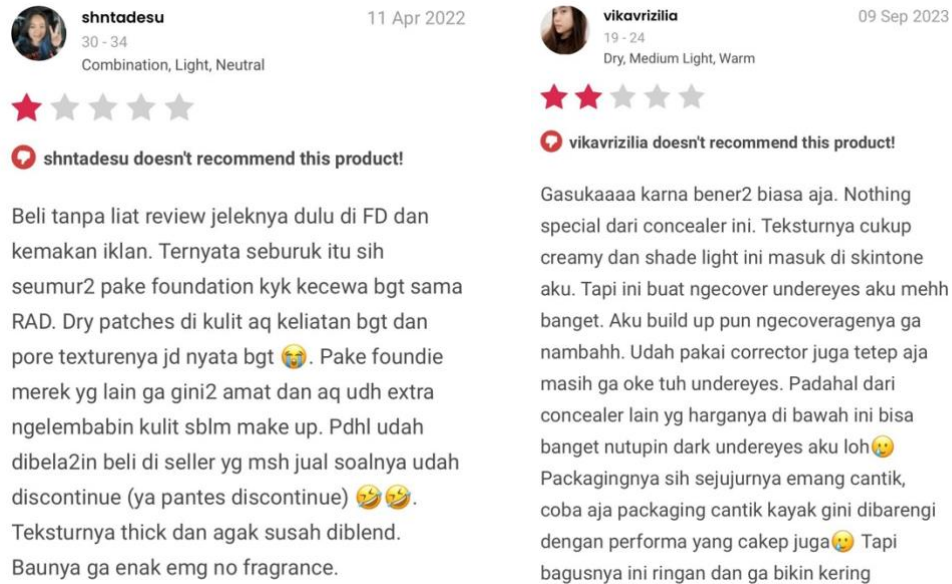 shntadesu
11 Apr 2022
30 - 34
Combination, Light, Neutral
shntadesu doesn't recommend this product!
Beli tanpa liat review jeleknya dulu di FD dan
kemakan iklan. Ternyata seburuk itu sih
seumur2 pake foundation kyk kecewa bgt sama
RAD. Dry patches di kulit aq keliatan bgt dan
pore texturenya jd nyata bgt 😭. Pake foundie
merek yg lain ga gini2 amat dan aq udh extra
ngelembabin kulit sblm make up. Pdhl udah
dibela2in beli di seller yg msh jual soalnya udah
discontinue (ya pantes discontinue) 🤣🤣.
Teksturnya thick dan agak susah diblend.
Baunya ga enak emg no fragrance.
vikavrizilia
09 Sep 2023
19 - 24
Dry, Medium Light, Warm
vikavrizilia doesn't recommend this product!
Gasukaaaa karna bener2 biasa aja. Nothing
special dari concealer ini. Teksturnya cukup
creamy dan shade light ini masuk di skintone
aku. Tapi ini buat ngecover undereyes aku mehh
banget. Aku build up pun ngecoveragenya ga
nambahh. Udah pakai corrector juga tetep aja
masih ga oke tuh undereyes. Padahal dari
concealer lain yg harganya di bawah ini bisa
banget nutupin dark undereyes aku loh🥲
Packagingnya sih sejujurnya emang cantik,
coba aja packaging cantik kayak gini dibarengi
dengan performa yang cakep juga🥲 Tapi
bagusnya ini ringan dan ga bikin kering